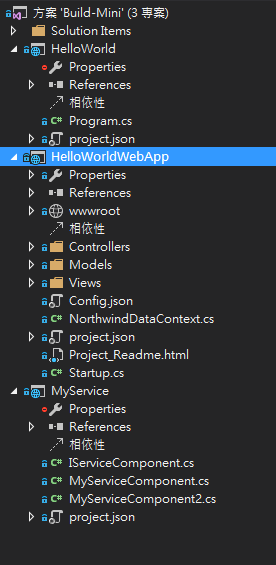 方案 'Build-Mini' (3 專案)
Solution Items
HelloWorld
Properties
References
相依性
Program.cs
project.json
HelloWorldWebApp
Properties
References
wwwroot
相依性
Controllers
Models
Views
Config.json
NorthwindDataContext.cs
project.json
Project_Readme.html
Startup.cs
MyService
Properties
References
相依性
IServiceComponent.cs
MyServiceComponent.cs
MyServiceComponent2.cs
project.json